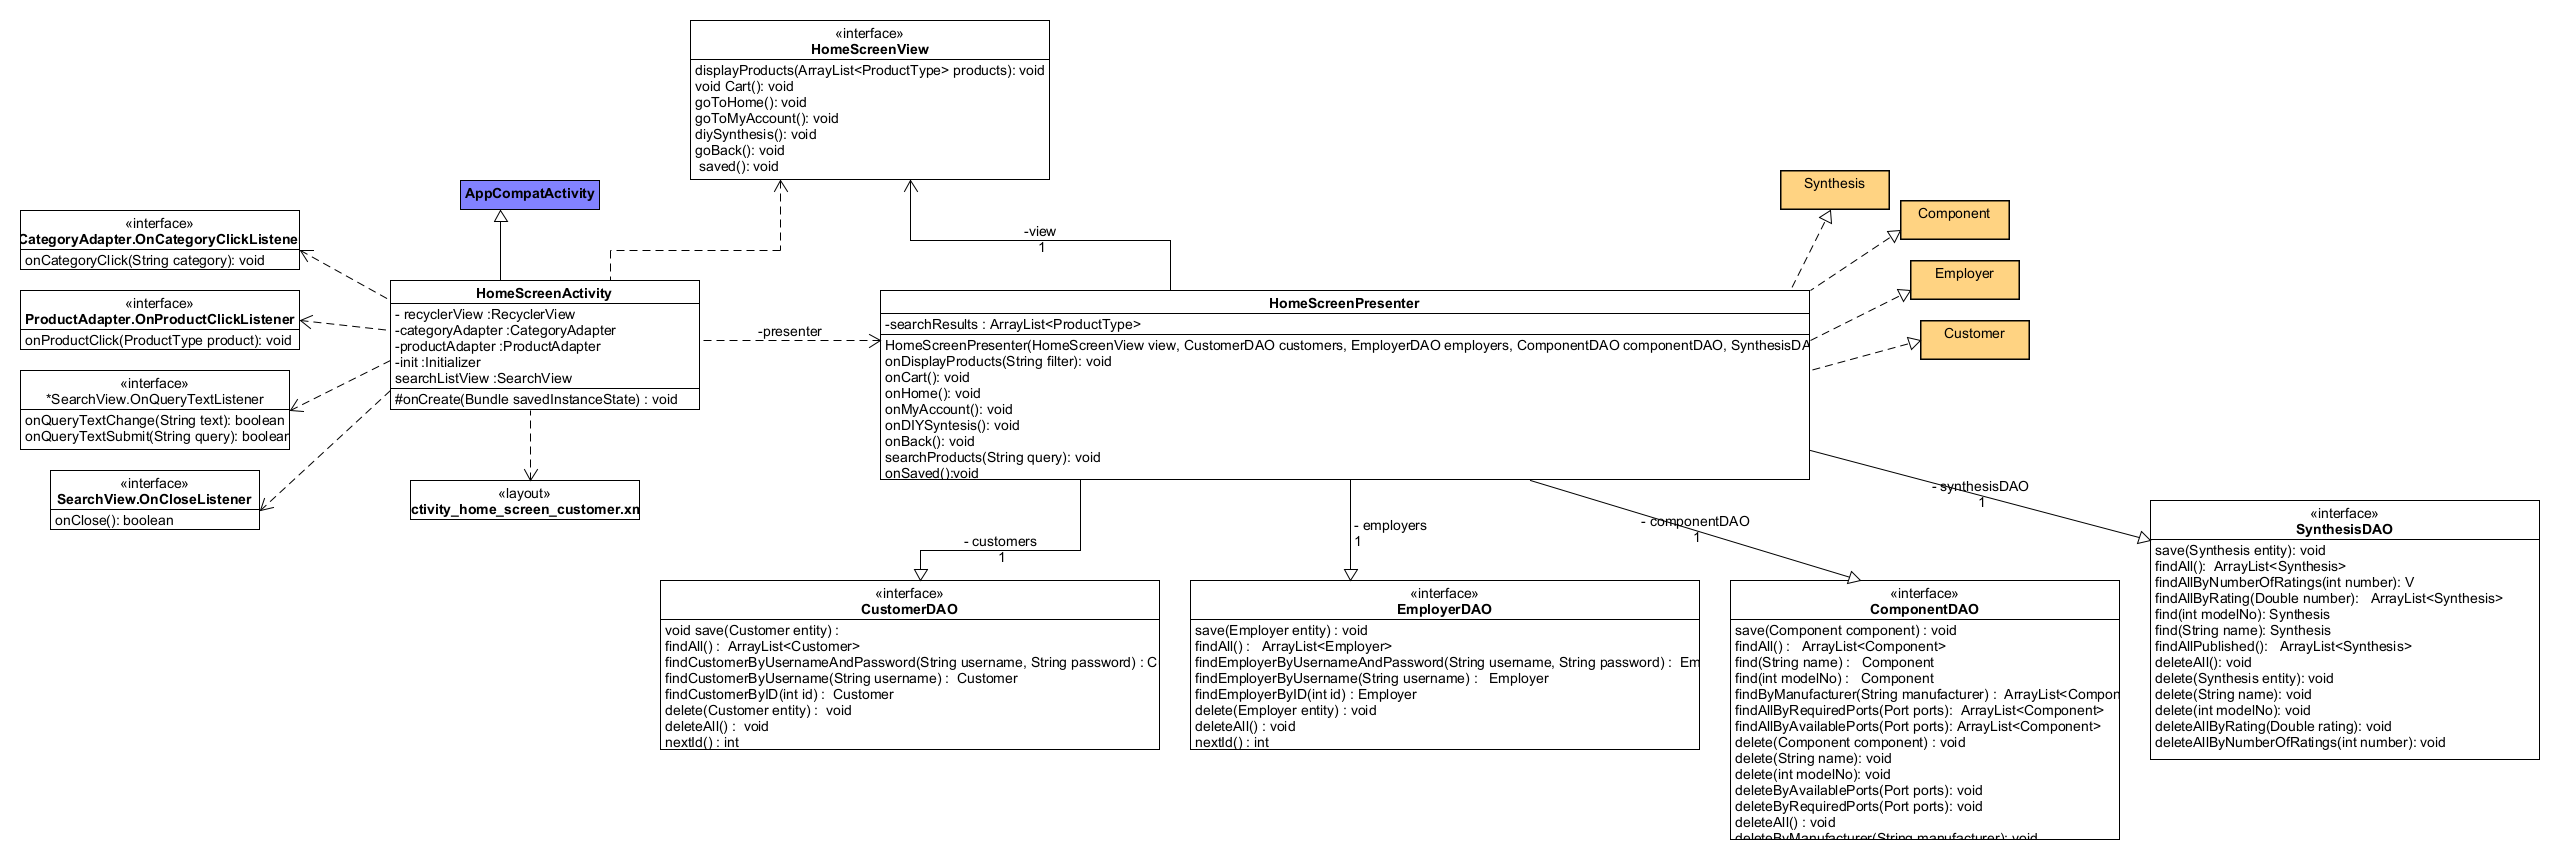 «interface»
HomeScreenView
displayProducts(ArrayList<ProductType> products): void
void Cart(): void
goToHome(): void
goToMyAccount(): void
diySynthesis(): void
goBack(): void
saved(): void
AppCompatActivity
«interface»
CategoryAdapter.OnCategoryClickListene
onCategoryClick(String category): void
«interface»
ProductAdapter.OnProductClickListener
onProductClick(ProductType product): void
«interface»
*SearchView.OnQueryTextListener
onQueryTextChange(String text): boolean
onQueryTextSubmit(String query): boolean
«interface»
SearchView.OnCloseListener
onClose(): boolean
HomeScreenActivity
- recyclerView :RecyclerView
-categoryAdapter :CategoryAdapter
-productAdapter :ProductAdapter
-init :Initializer
searchListView :SearchView
#onCreate(Bundle savedInstanceState) : void
«layout»
ctivity_home_screen_customer.xn
-presenter
-view
1
HomeScreenPresenter
-searchResults : ArrayList<ProductType>
HomeScreenPresenter(HomeScreenView view, CustomerDAO customers, EmployerDAO employers, ComponentDAO componentDAO, SynthesisDA
onDisplayProducts(String filter): void
onCart(): void
onHome(): void
onMyAccount(): void
onDIYSyntesis(): void
onBack(): void
searchProducts(String query): void
onSaved():void
Synthesis
Component
Employer
Customer
- customers
1
- employers
1
- componentDAO
1
- synthesisDAO
1
«interface»
CustomerDAO
void save(Customer entity) :
findAll() :  ArrayList<Customer>
findCustomerByUsernameAndPassword(String username, String password) : C
findCustomerByUsername(String username) :  Customer
findCustomerByID(int id) :  Customer
delete(Customer entity) :  void
deleteAll() :  void
nextId() : int
«interface»
EmployerDAO
save(Employer entity) : void
findAll() :   ArrayList<Employer>
findEmployerByUsernameAndPassword(String username, String password) :  Em
findEmployerByUsername(String username) :   Employer
findEmployerByID(int id) : Employer
delete(Employer entity) : void
deleteAll() : void
nextId() : int
«interface»
ComponentDAO
save(Component component) : void
findAll() :   ArrayList<Component>
find(String name) :   Component
find(int modelNo) :   Component
findByManufacturer(String manufacturer) :  ArrayList<Compon
findAllByRequiredPorts(Port ports):  ArrayList<Component>
findAllByAvailablePorts(Port ports): ArrayList<Component>
delete(Component component) : void
delete(String name): void
delete(int modelNo): void
deleteByAvailablePorts(Port ports): void
deleteByRequiredPorts(Port ports): void
deleteAll() : void
deleteByManufacturer(String manufacturer): void
«interface»
SynthesisDAO
save(Synthesis entity): void
findAll():  ArrayList<Synthesis>
findAllByNumberOfRatings(int number): V
findAllByRating(Double number):   ArrayList<Synthesis>
find(int modelNo): Synthesis
find(String name): Synthesis
findAllPublished():   ArrayList<Synthesis>
deleteAll(): void
delete(Synthesis entity): void
delete(String name): void
delete(int modelNo): void
deleteAllByRating(Double rating): void
deleteAllByNumberOfRatings(int number): void